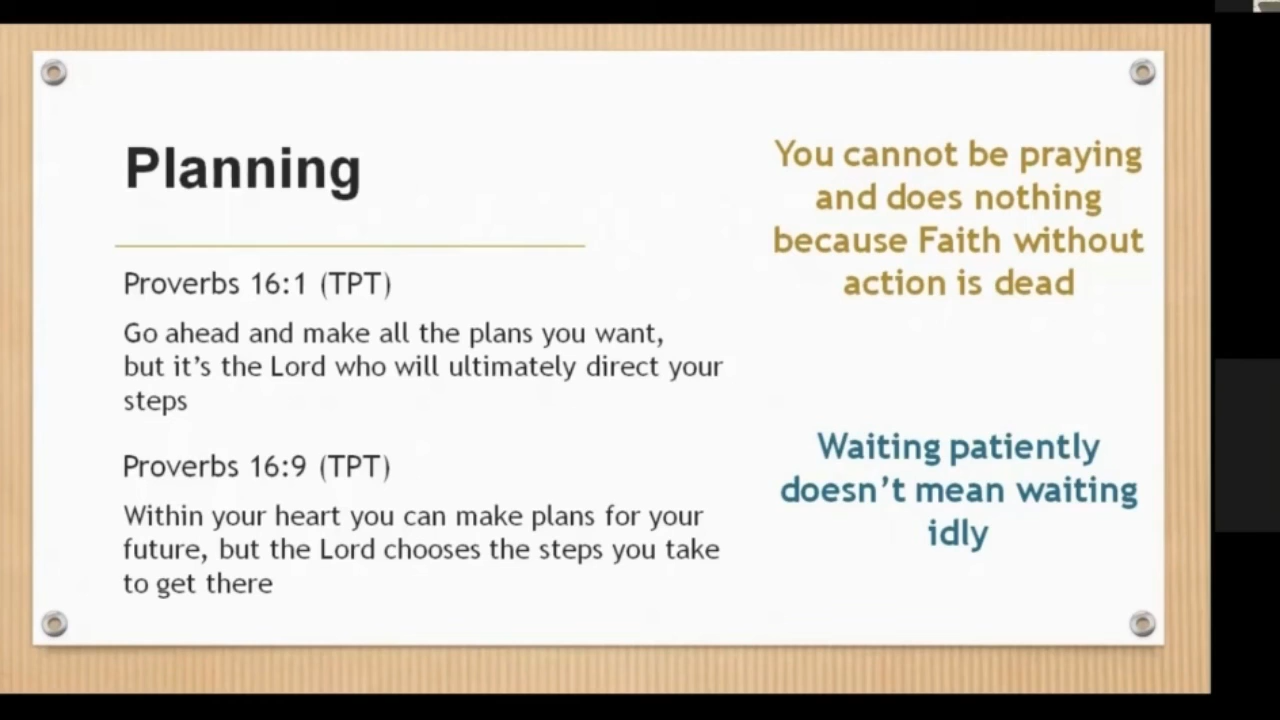 Planning
Proverbs 16:1 (TPT)
Go ahead and make all the plans you want,
but it’s the Lord who will ultimately direct your
steps
Proverbs 16:9 (TPT)
Within your heart you can make plans for your
future, but the Lord chooses the steps you take
to get there
You cannot be praying
and does nothing
because Faith without
action is dead
Waiting patiently
doesn’t mean waiting
idly